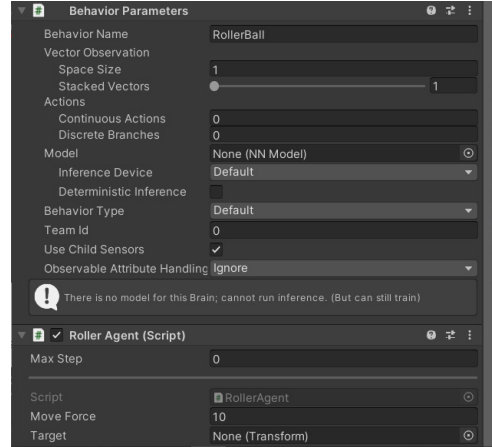 Behavior Parameters
Behavior Name RollerBall
Vector Observation
Space Size 1
Stacked Vectors 1
Actions
Continuous Actions 0
Discrete Branches 0
Model None (NN Model)
Inference Device Default
Deterministic Inference
Behavior Type Default
Team Id 0
Use Child Sensors
Observable Attribute Handling Ignore
There is no model for this Brain; cannot run inference. (But can still train)
Roller Agent (Script)
Max Step 0
Script RollerAgent
Move Force 10
Target None (Transform)